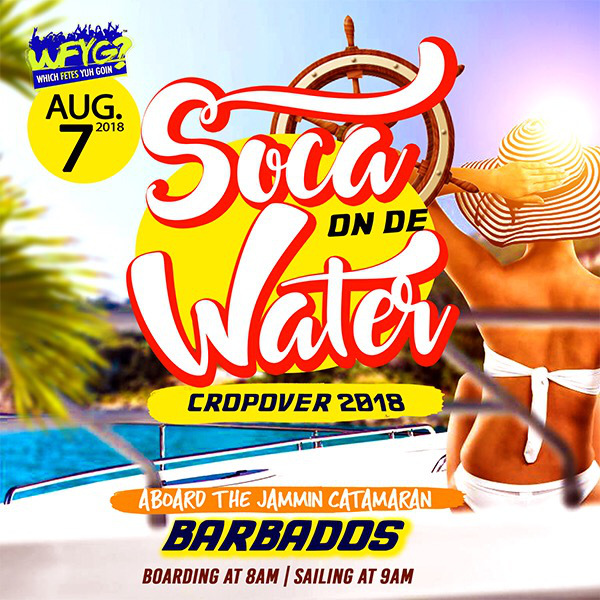 WFYG?
WHICH FETES YUH GOIN
AUG.
7 2018
Soca
ON DE
Water
CROPOVER 2018
ABOARD THE JAMMIN CATAMARAN
BARBADOS
BOARDING AT 8AM | SAILING AT 9AM